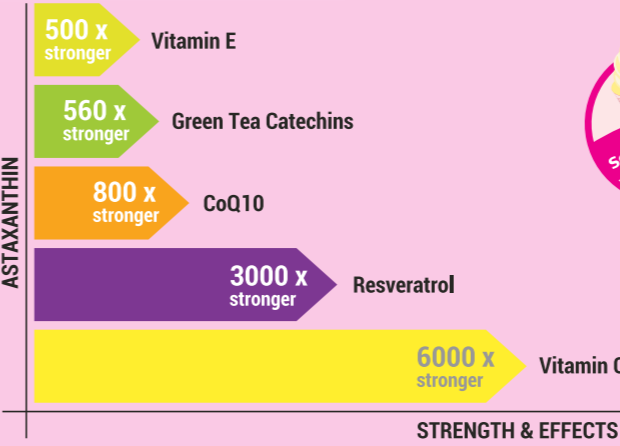 500 x
stronger
Vitamin E
560 x
stronger
Green Tea Catechins
800 x
stronger
CoQ10
3000 x
stronger
Resveratrol
6000 x
stronger
Vitamin
ASTAXANTHIN
STRENGTH & EFFECTS